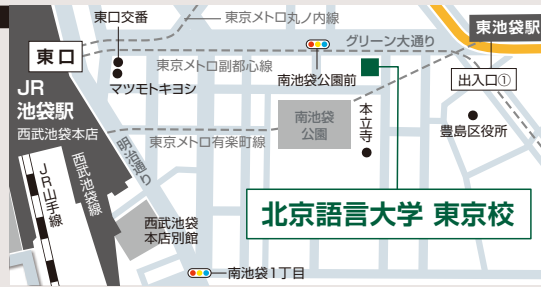 東口交番
東京メトロ丸ノ内線
東池袋駅
東口
グリーン大通り
東京メトロ副都心線
南池袋公園前
出入口①
マツモトキヨシ
JR
池袋駅
西武池袋本店
南池袋
公園
本立寺
豊島区役所
東京メトロ有楽町線
明治通り
西武池袋線
JR山手線
北京語言大学 東京校
西武池袋
本店別館
南池袋1丁目